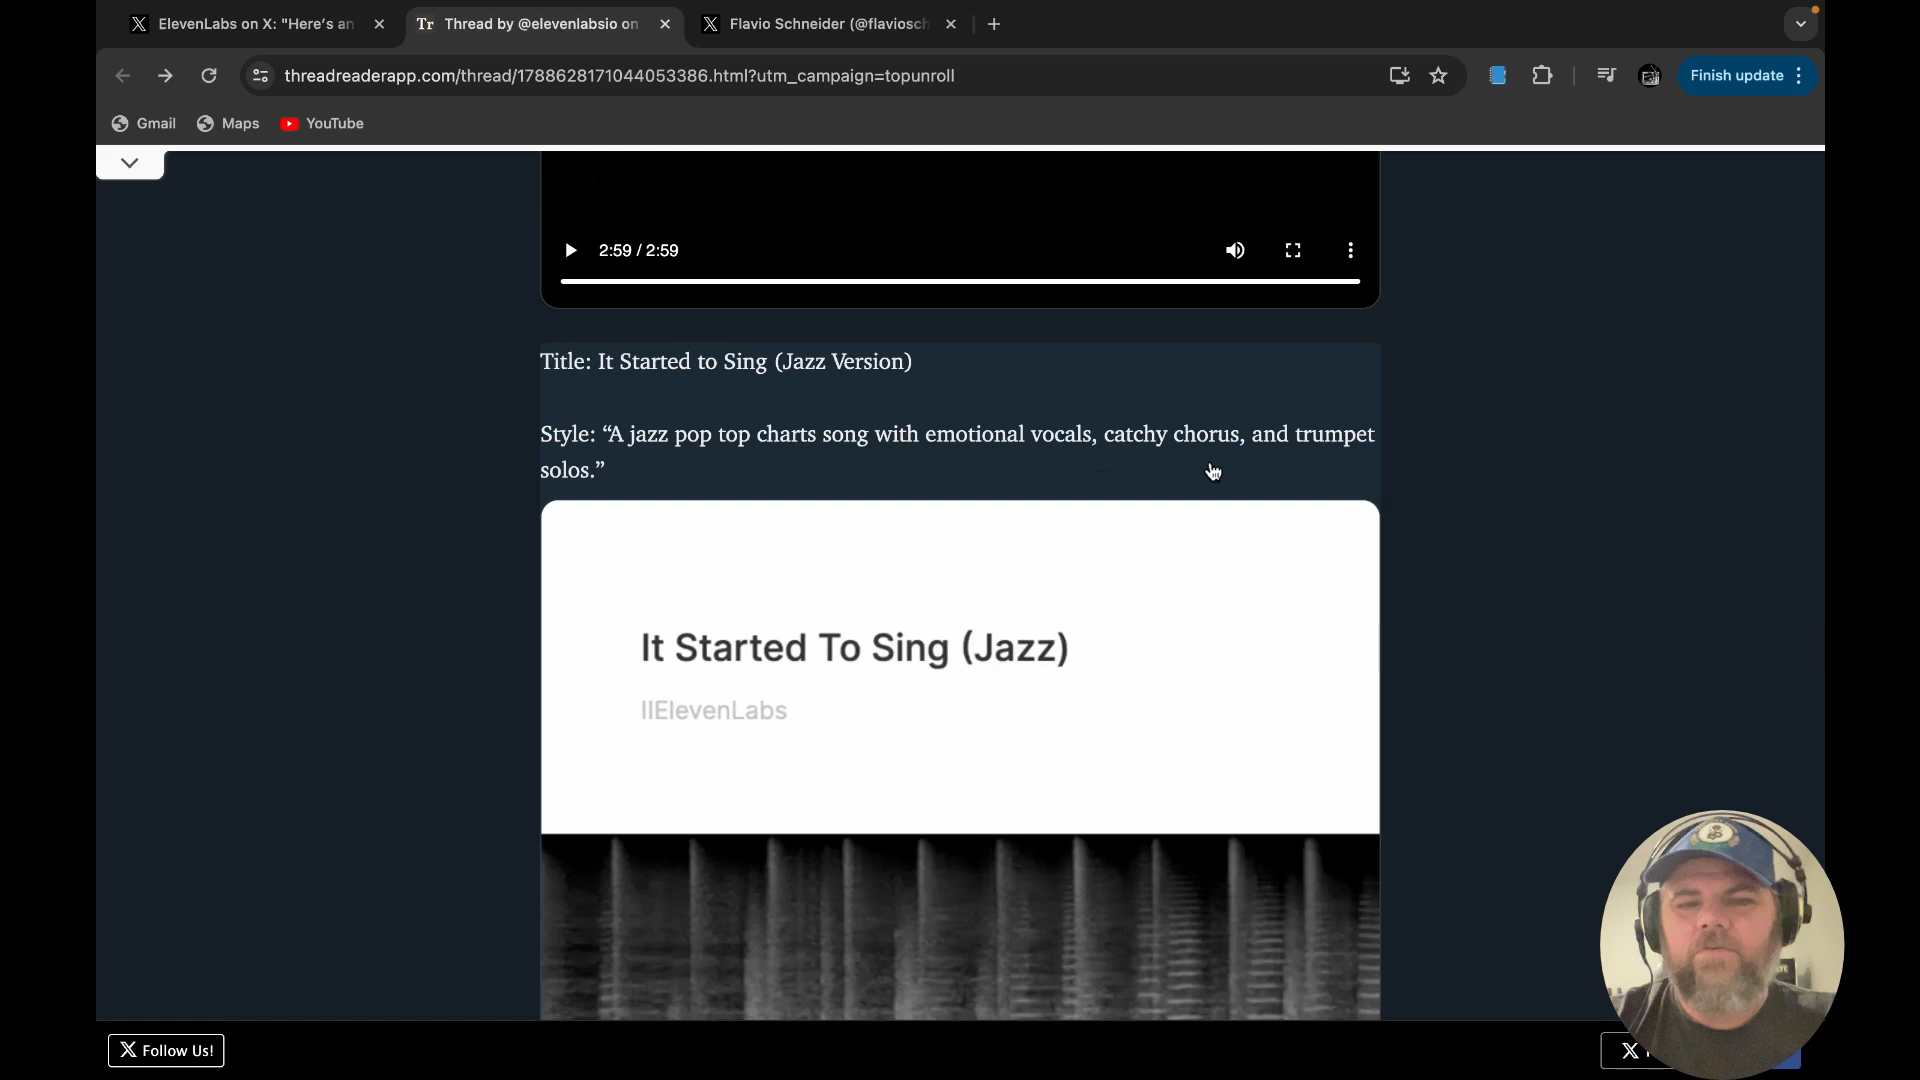 ElevenLabs on X: "Here's an
Tr Thread by @elevenlabsio on
Flavio Schneider (@flaviosch
threadreaderapp.com/thread/1788628171044053386.html?utm_campaign=topunroll
Finish update
Gmail
Maps
YouTube
2:59 / 2:59
Title: It Started to Sing (Jazz Version)
Style: “A jazz pop top charts song with emotional vocals, catchy chorus, and trumpet
solos.”
It Started To Sing (Jazz)
IIElevenLabs
Follow Us!